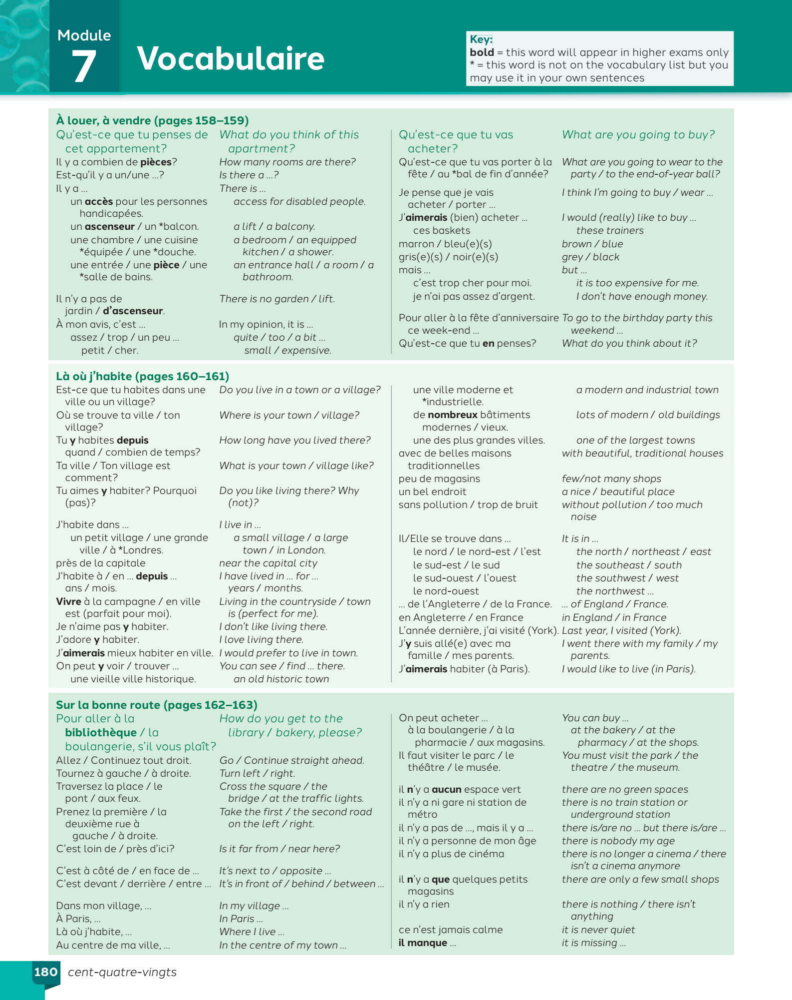 Module
7
Vocabulaire
Key:
bold = this word will appear in higher exams only
* = this word is not on the vocabulary list but you
may use it in your own sentences
À louer, à vendre (pages 158–159)
Qu’est-ce que tu penses de What do you think of this
cet appartement? apartment?
Il y a combien de pièces? How many rooms are there?
Est-qu’il y a un/une ...? Is there a ...?
Il y a ... There is ...
un accès pour les personnes access for disabled people.
handicapées.
un ascenseur / un *balcon. a lift / a balcony.
une chambre / une cuisine a bedroom / an equipped
*équipée / une *douche. kitchen / a shower.
une entrée / une pièce / une an entrance hall / a room / a
*salle de bains. bathroom.
Il n’y a pas de There is no garden / lift.
jardin / d’ascenseur.
À mon avis, c’est ... In my opinion, it is ...
assez / trop / un peu ... quite / too / a bit ...
petit / cher. small / expensive.
Qu’est-ce que tu vas What are you going to buy?
acheter?
Qu’est-ce que tu vas porter à la What are you going to wear to the
fête / au *bal de fin d’année? party / to the end-of-year ball?
Je pense que je vais I think I’m going to buy / wear ...
acheter / porter ...
J’aimerais (bien) acheter ... I would (really) like to buy ...
ces baskets these trainers
marron / bleu(e)(s) brown / blue
gris(e)(s) / noir(e)(s) grey / black
mais ... but ...
c’est trop cher pour moi. it is too expensive for me.
je n’ai pas assez d’argent. I don’t have enough money.
Pour aller à la fête d’anniversaire To go to the birthday party this
ce week-end ... weekend ...
Qu’est-ce que tu en penses? What do you think about it?
Là où j’habite (pages 160–161)
Est-ce que tu habites dans une Do you live in a town or a village?
ville ou un village?
Où se trouve ta ville / ton Where is your town / village?
village?
Tu y habites depuis How long have you lived there?
quand / combien de temps?
Ta ville / Ton village est What is your town / village like?
comment?
Tu aimes y habiter? Pourquoi Do you like living there? Why
(pas)? (not)?
J‘habite dans ... I live in ...
un petit village / une grande a small village / a large
ville / à *Londres. town / in London.
près de la capitale near the capital city
J‘habite à / en ... depuis ... I have lived in ... for ...
ans / mois. years / months.
Vivre à la campagne / en ville Living in the countryside / town
est (parfait pour moi). is (perfect for me).
Je n’aime pas y habiter. I don’t like living there.
J’adore y habiter. I love living there.
J’aimerais mieux habiter en ville. I would prefer to live in town.
On peut y voir / trouver ... You can see / find ... there.
une vieille ville historique. an old historic town
une ville moderne et a modern and industrial town
*industrielle.
de nombreux bâtiments lots of modern / old buildings
modernes / vieux.
une des plus grandes villes. one of the largest towns
avec de belles maisons with beautiful, traditional houses
traditionnelles
peu de magasins few/not many shops
un bel endroit a nice / beautiful place
sans pollution / trop de bruit without pollution / too much
noise
Il/Elle se trouve dans ... It is in ...
le nord / le nord-est / l’est the north / northeast / east
le sud-est / le sud the southeast / south
le sud-ouest / l’ouest the southwest / west
le nord-ouest the northwest ...
... de l’Angleterre / de la France. ... of England / France.
en Angleterre / en France in England / in France
L’année dernière, j’ai visité (York). Last year, I visited (York).
J’y suis allé(e) avec ma I went there with my family / my
famille / mes parents. parents.
J’aimerais habiter (à Paris). I would like to live (in Paris).
Sur la bonne route (pages 162–163)
Pour aller à la How do you get to the
bibliothèque / la library / bakery, please?
boulangerie, s’il vous plaît?
Allez / Continuez tout droit. Go / Continue straight ahead.
Tournez à gauche / à droite. Turn left / right.
Traversez la place / le Cross the square / the
pont / aux feux. bridge / at the traffic lights.
Prenez la première / la Take the first / the second road
deuxième rue à on the left / right.
gauche / à droite.
C’est loin de / près d’ici? Is it far from / near here?
C’est à côté de / en face de ... It’s next to / opposite ...
C’est devant / derrière / entre ... It’s in front of / behind / between ...
Dans mon village, ... In my village ...
À Paris, ... In Paris ...
Là où j’habite, ... Where I live ...
Au centre de ma ville, ... In the centre of my town ...
On peut acheter ... You can buy ...
à la boulangerie / à la at the bakery / at the
pharmacie / aux magasins. pharmacy / at the shops.
Il faut visiter le parc / le You must visit the park / the
théâtre / le musée. theatre / the museum.
il n’y a aucun espace vert there are no green spaces
il n’y a ni gare ni station de there is no train station or
métro underground station
il n’y a pas de ..., mais il y a ... there is/are no ... but there is/are ...
il n’y a personne de mon âge there is nobody my age
il n’y a plus de cinéma there is no longer a cinema / there
isn’t a cinema anymore
il n’y a que quelques petits there are only a few small shops
magasins
il n’y a rien there is nothing / there isn’t
anything
ce n’est jamais calme it is never quiet
il manque ... it is missing ...
180 cent-quatre-vingts